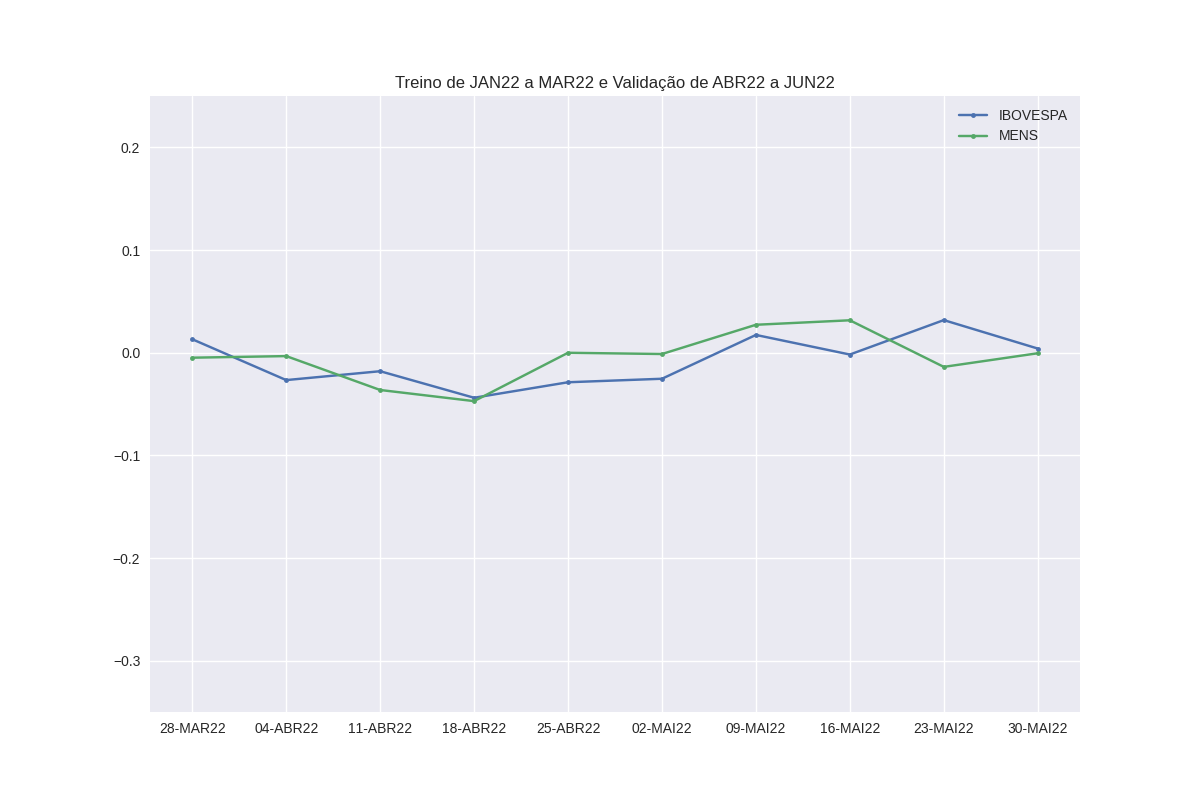 Treino de JAN22 a MAR22 e Validação de ABR22 a JUN22
IBOVESPA
MENS
0.2
0.1
0.0
−0.1
−0.2
−0.3
28-MAR22 04-ABR22 11-ABR22 18-ABR22 25-ABR22 02-MAI22 09-MAI22 16-MAI22 23-MAI22 30-MAI22